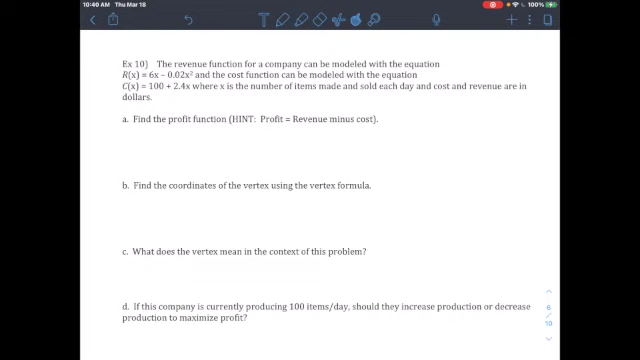 10:40 AM Thu Mar 18
100%
T
Ex 10) The revenue function for a company can be modeled with the equation
R(x) = 6x – 0.02x² and the cost function can be modeled with the equation
C(x) = 100 + 2.4x where x is the number of items made and sold each day and cost and revenue are in
dollars.
a. Find the profit function (HINT: Profit = Revenue minus cost).
b. Find the coordinates of the vertex using the vertex formula.
c. What does the vertex mean in the context of this problem?
d. If this company is currently producing 100 items/day, should they increase production or decrease
production to maximize profit?
6
/
10